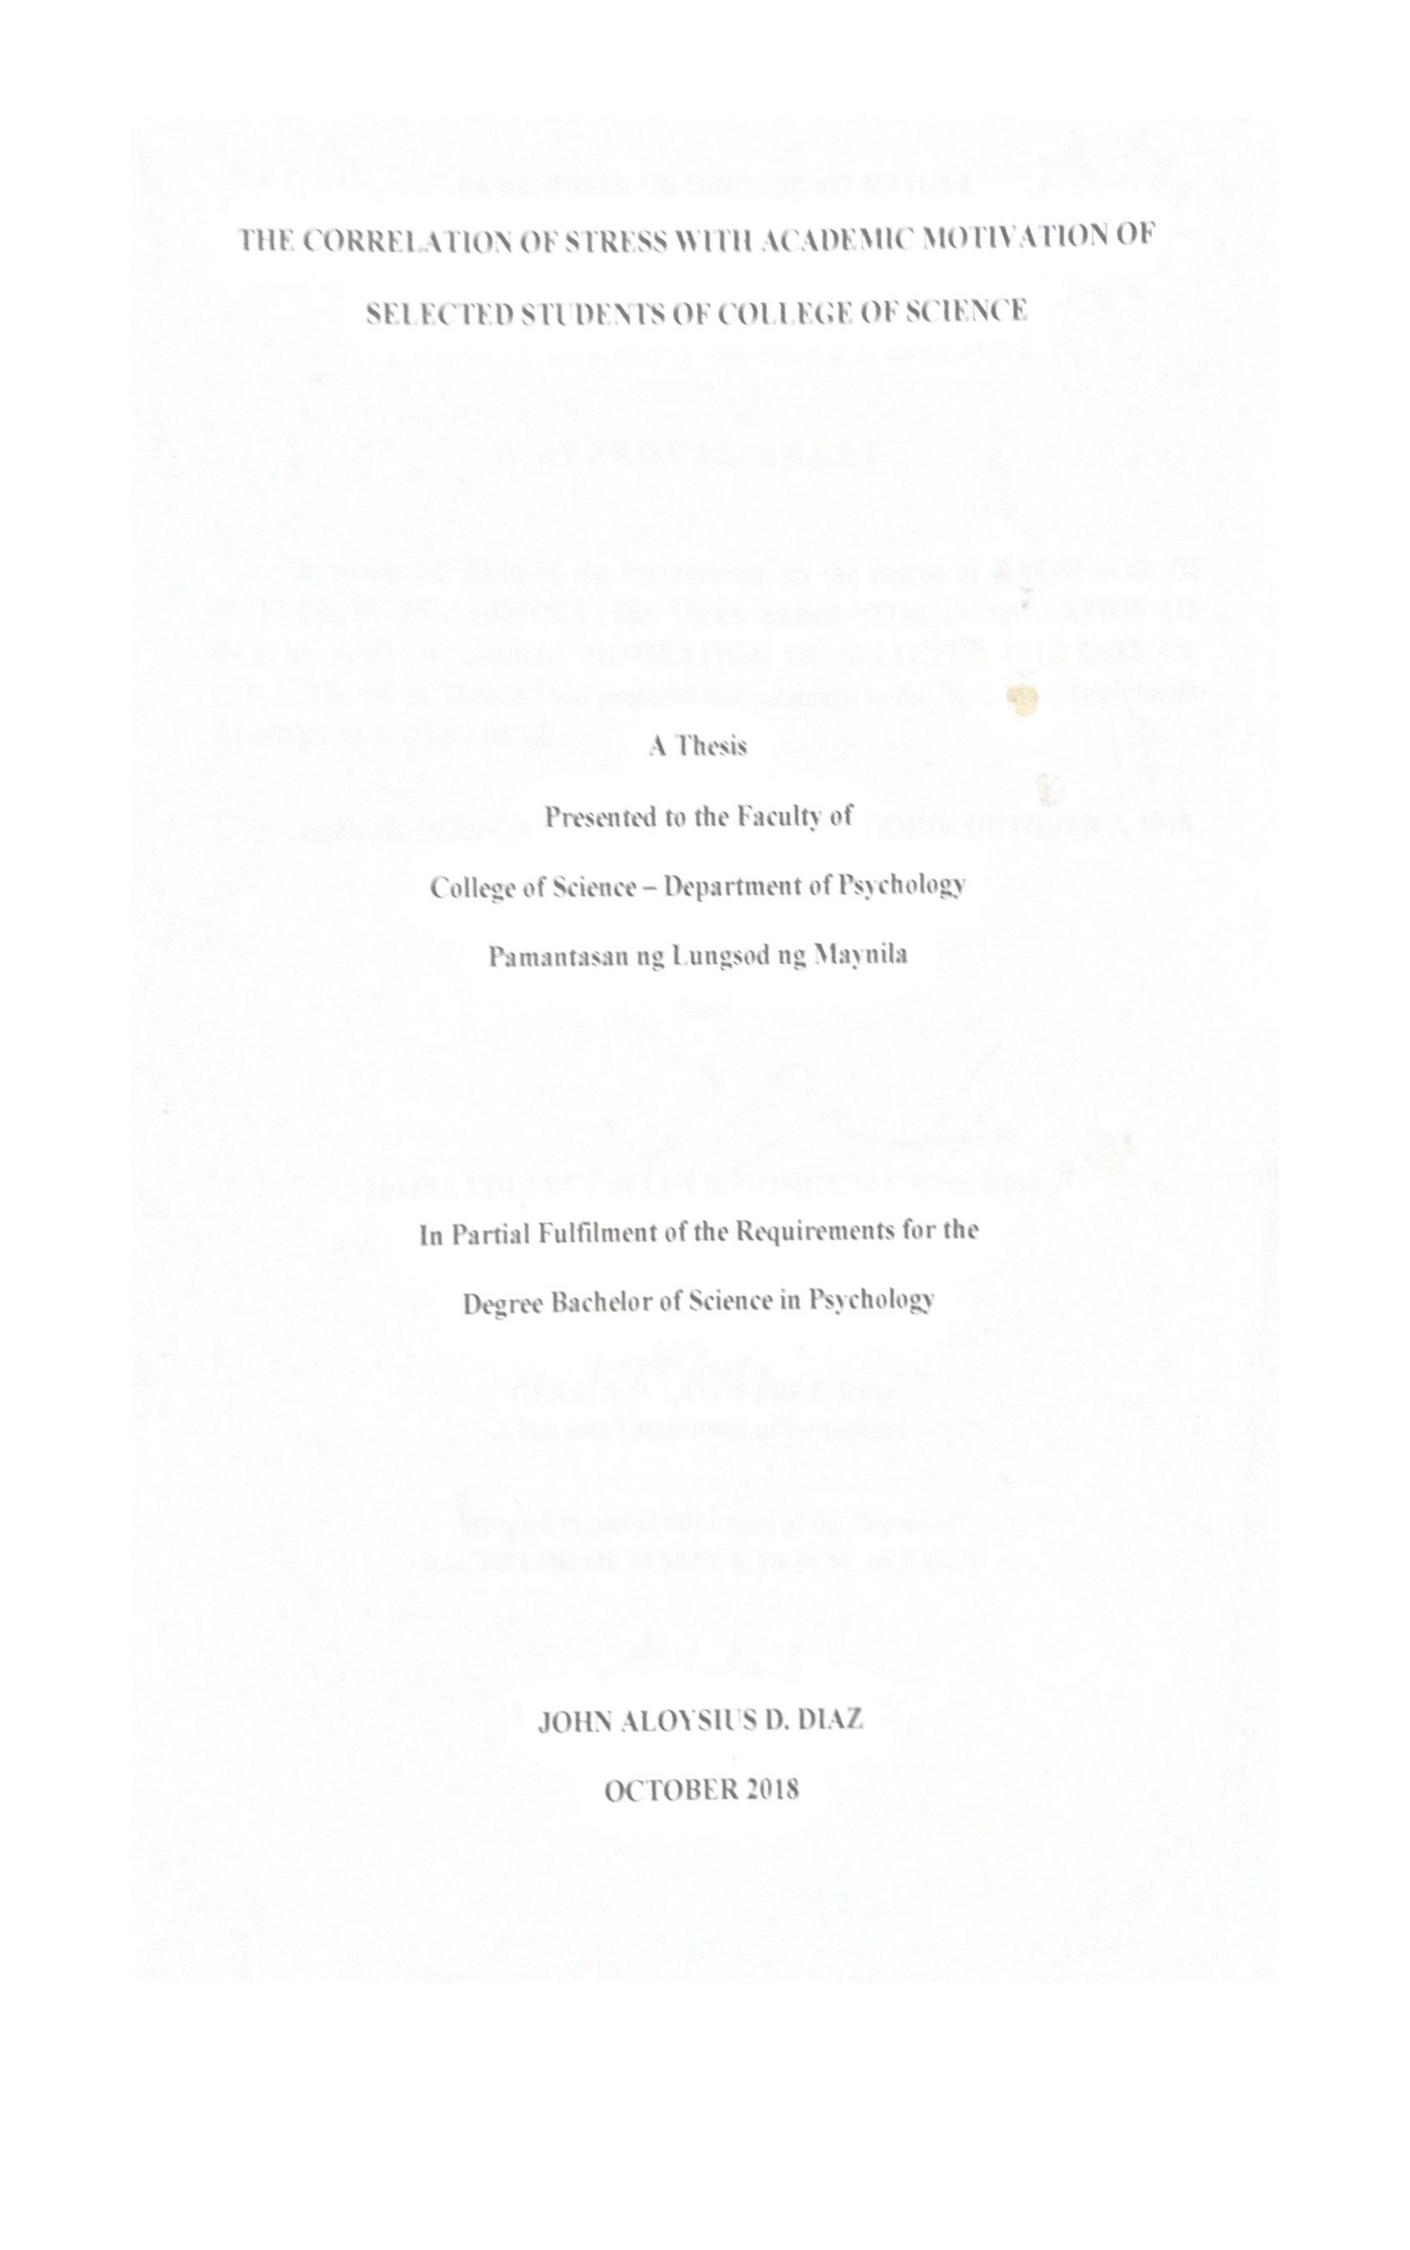 THE CORRELATION OF STRESS WITH ACADEMIC MOTIVATION OF
SELECTED STUDENTS OF COLLEGE OF SCIENCE
A Thesis
Presented to the Faculty of
College of Science – Department of Psychology
Pamantasan ng Lungsod ng Maynila
In Partial Fulfilment of the Requirements for the
Degree Bachelor of Science in Psychology
JOHN ALOYSIUS D. DIAZ
OCTOBER 2018